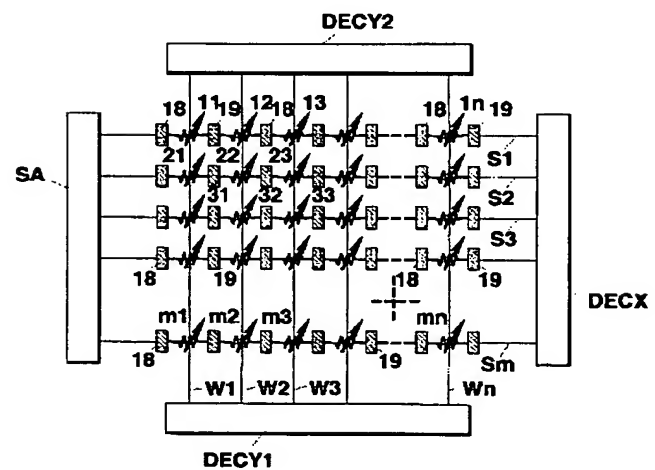 DECY2
18 11 19 12 18 13 18 1n 19
21 22 23 S1
SA
31 32 33 S2
S3
18 19 18 19
DECX
m1 m2 m3 mn
18 19 Sm
W1 W2 W3 Wn
DECY1